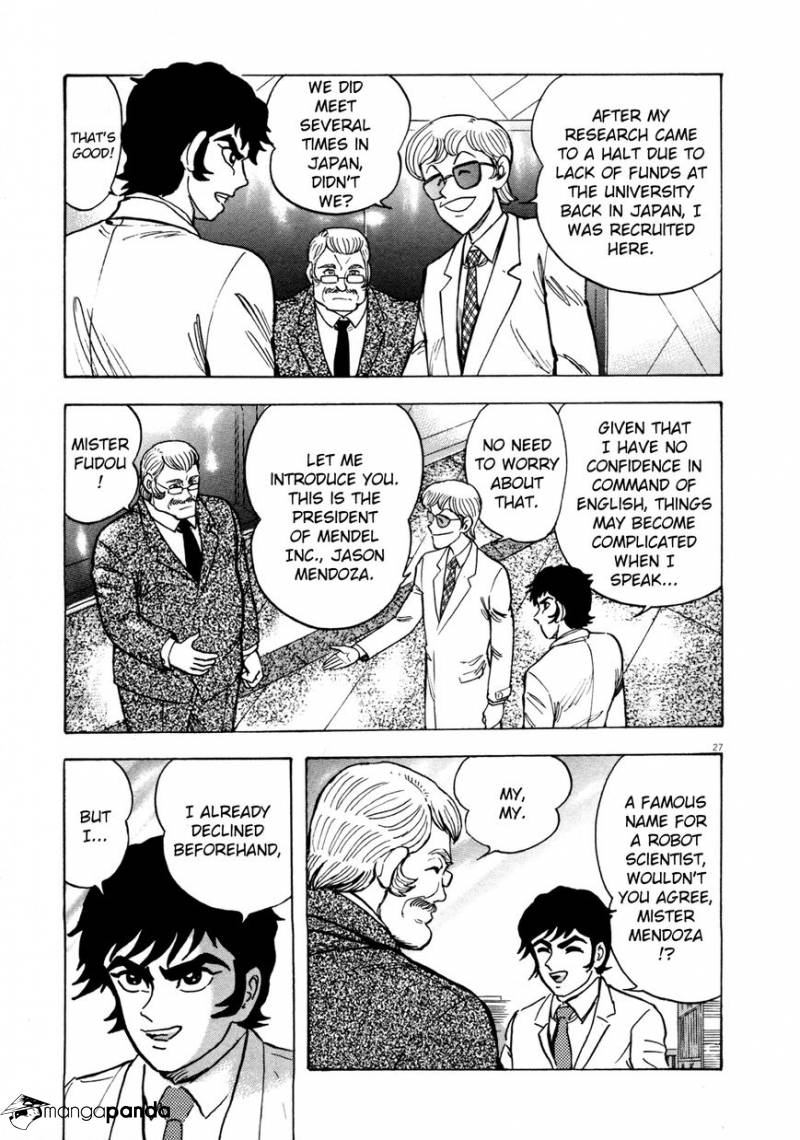 AFTER MY
RESEARCH CAME
TO A HALT DUE TO
LACK OF FUNDS AT
THE UNIVERSITY
BACK IN JAPAN, I
WAS RECRUITED
HERE.
WE DID
MEET
SEVERAL
TIMES IN
JAPAN,
DIDN'T
WE?
THAT'S
GOOD!
GIVEN THAT
I HAVE NO
CONFIDENCE IN
COMMAND OF
ENGLISH, THINGS
MAY BECOME
COMPLICATED
WHEN I
SPEAK...
NO NEED
TO WORRY
ABOUT
THAT.
LET ME
INTRODUCE YOU.
THIS IS THE
PRESIDENT
OF MENDEL
INC., JASON
MENDOZA.
MISTER
FUDOU
!
27
A FAMOUS
NAME FOR
A ROBOT
SCIENTIST,
WOULDN'T
YOU AGREE,
MISTER
MENDOZA
!?
MY,
MY.
I ALREADY
DECLINED
BEFOREHAND,
BUT
I...
mangapanda